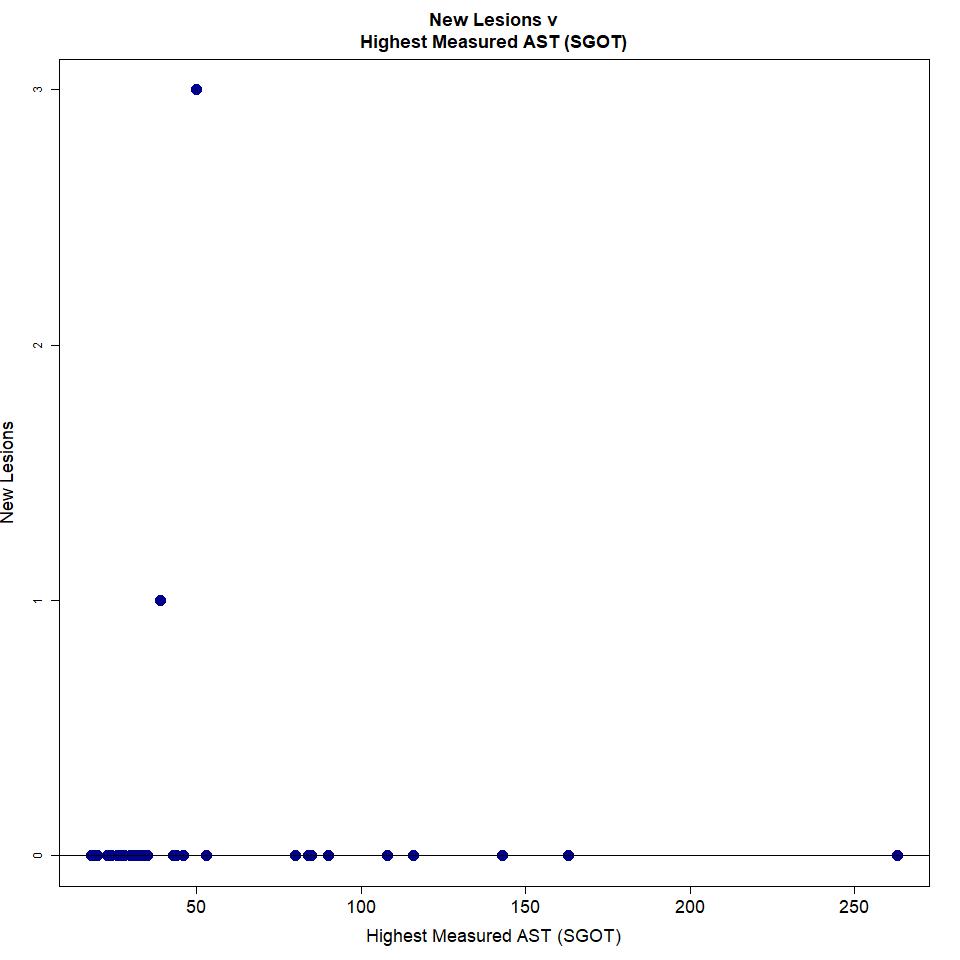 New Lesions v
Highest Measured AST (SGOT)
3
2
1
0
New Lesions
50 100 150 200 250
Highest Measured AST (SGOT)